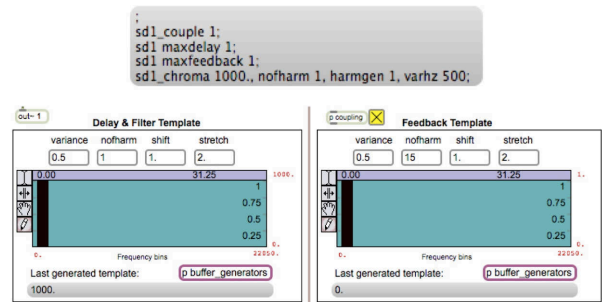 ;
sd1_couple 1;
sd1 maxdelay 1;
sd1 maxfeedback 1;
sd1_chroma 1000., nofharm 1, harmgen 1, varhz 500;
out~ 1
Delay & Filter Template
variance nofharm shift stretch
0.5 1 1. 2.
0.00 31.25 1000.
1
0.75
0.5
0.25
0.
0. Frequency bins 22050.
Last generated template: p buffer_generators
1000.
p coupling
Feedback Template
variance nofharm shift stretch
0.5 15 1. 2.
0.00 31.25 1.
1
0.75
0.5
0.25
0.
0. Frequency bins 22050.
Last generated template: p buffer_generators
0.